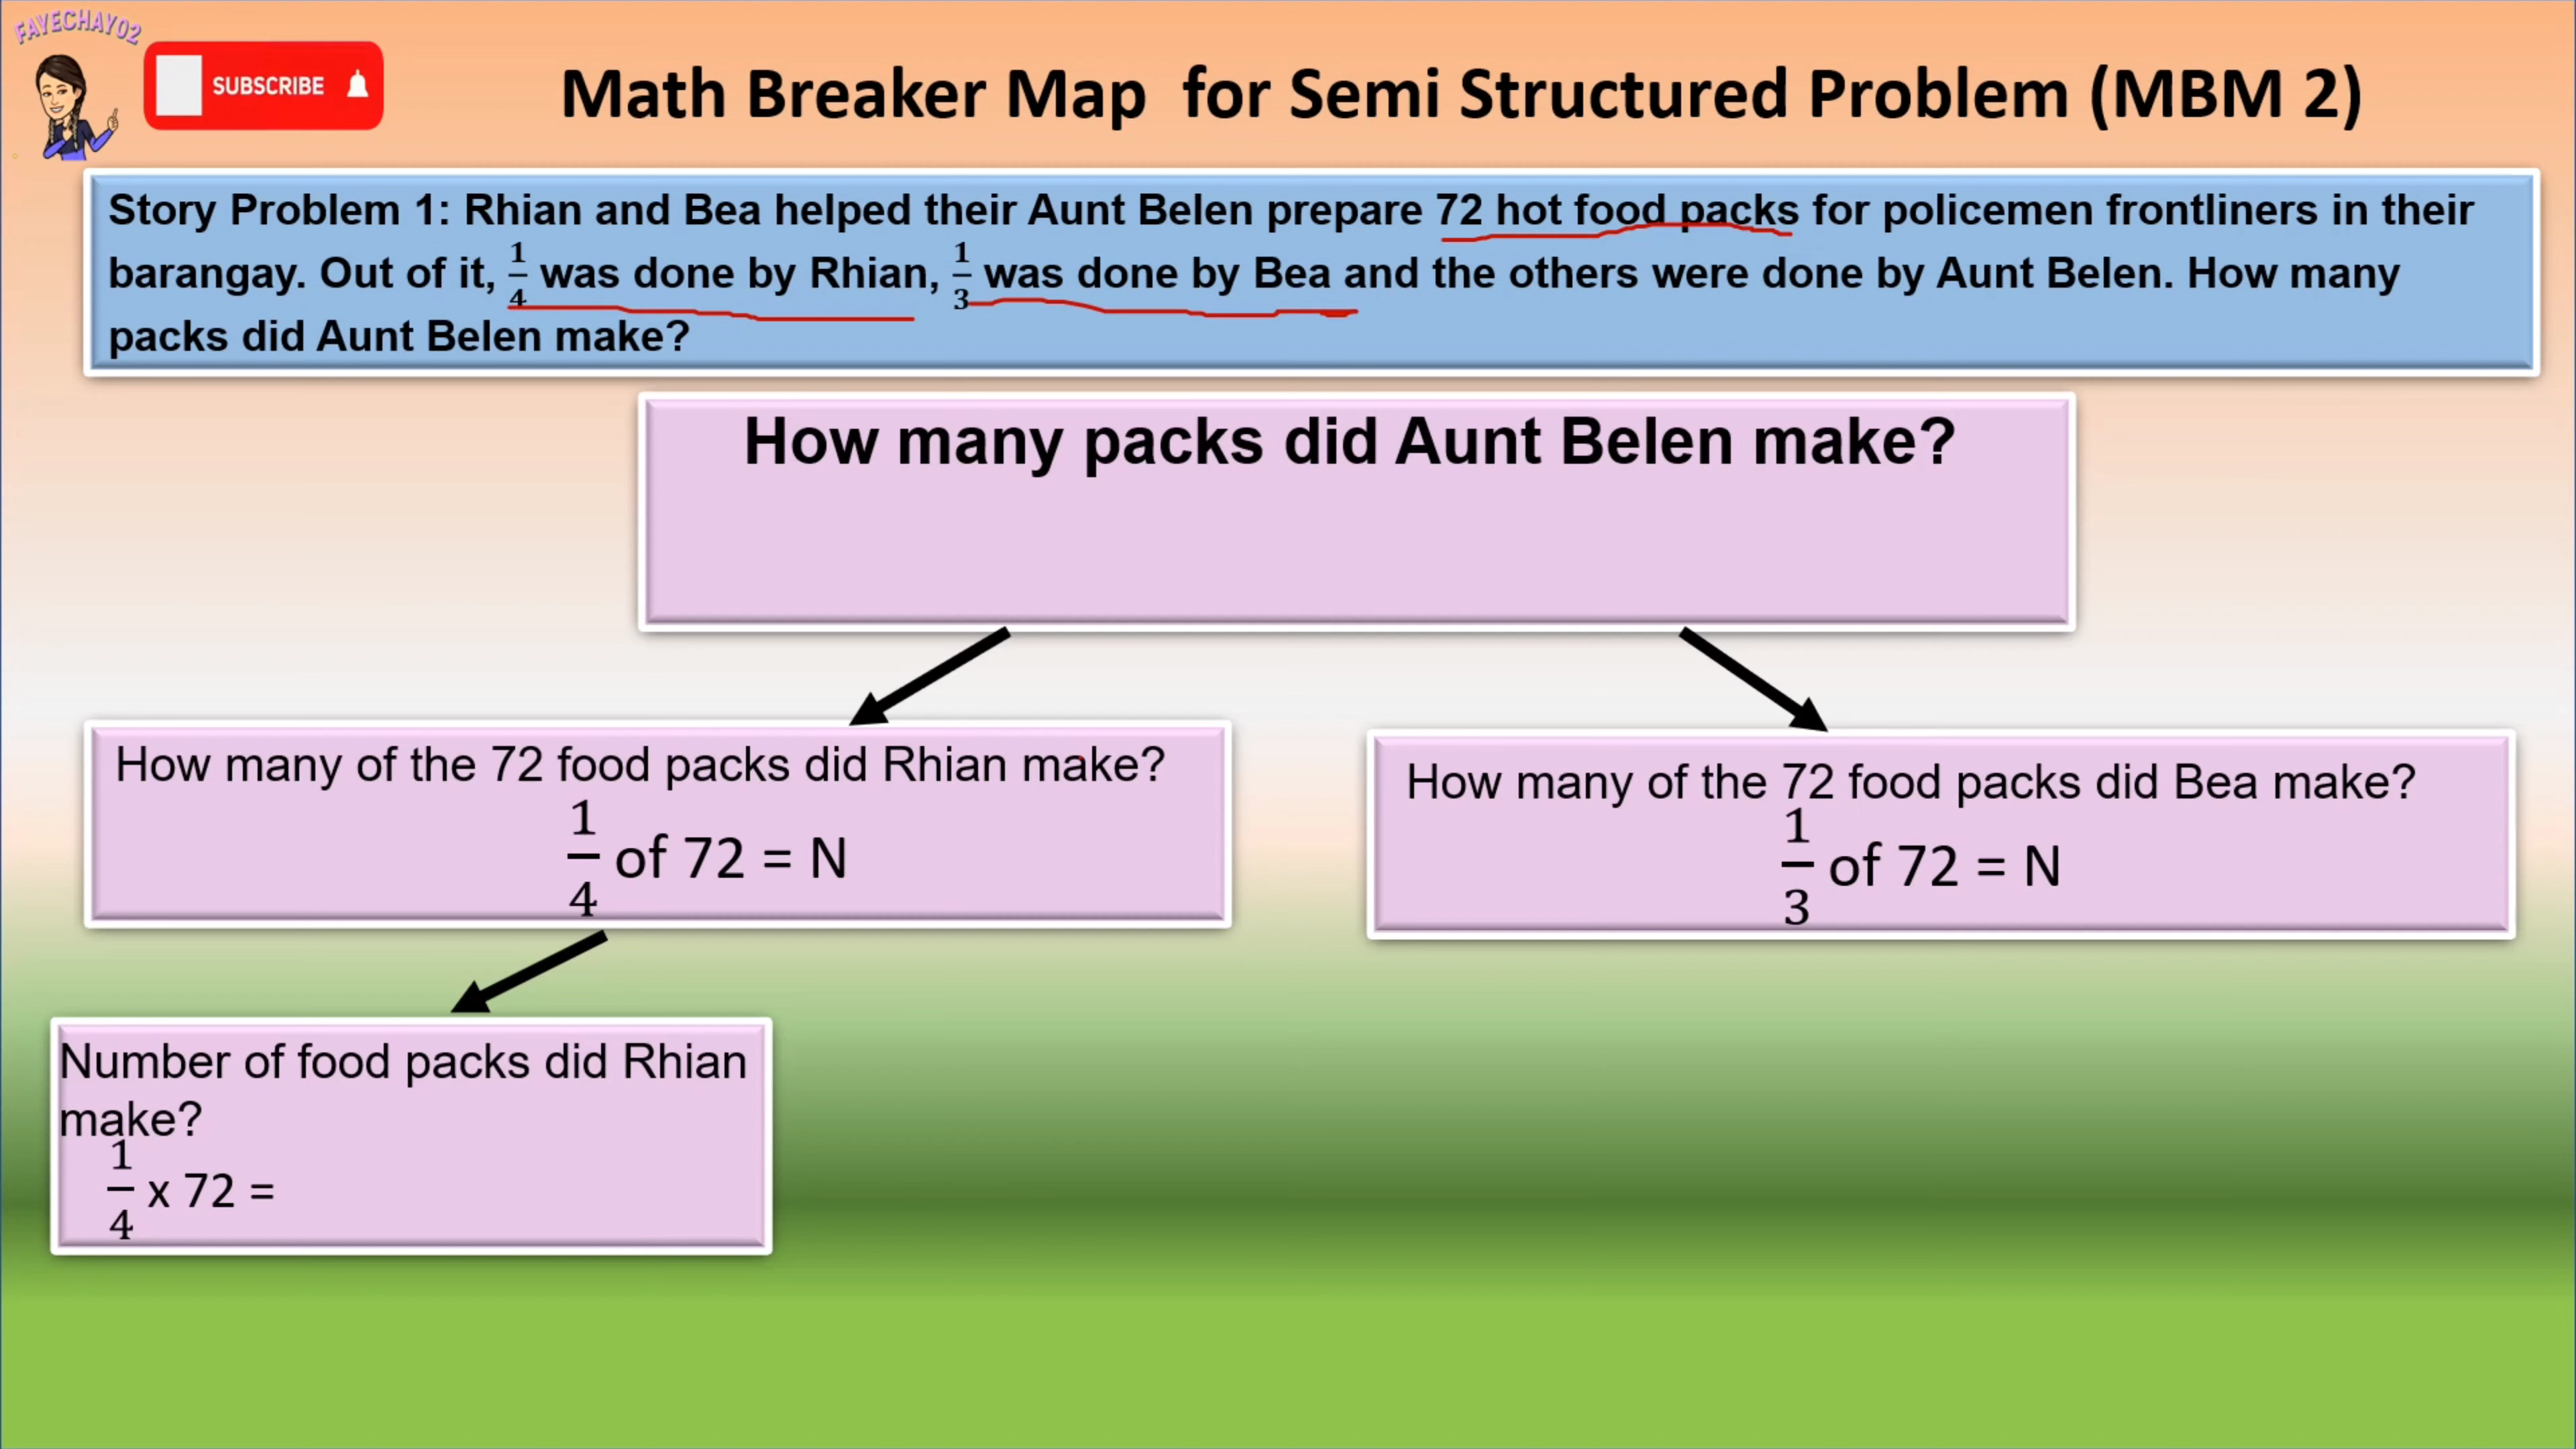 FAYECHAY02
SUBSCRIBE
Math Breaker Map for Semi Structured Problem (MBM 2)
Story Problem 1: Rhian and Bea helped their Aunt Belen prepare 72 hot food packs for policemen frontliners in their
barangay. Out of it, 1/4 was done by Rhian, 1/3 was done by Bea and the others were done by Aunt Belen. How many
packs did Aunt Belen make?
How many packs did Aunt Belen make?
How many of the 72 food packs did Rhian make?
1/4 of 72 = N
How many of the 72 food packs did Bea make?
1/3 of 72 = N
Number of food packs did Rhian
make?
1/4 x 72 =